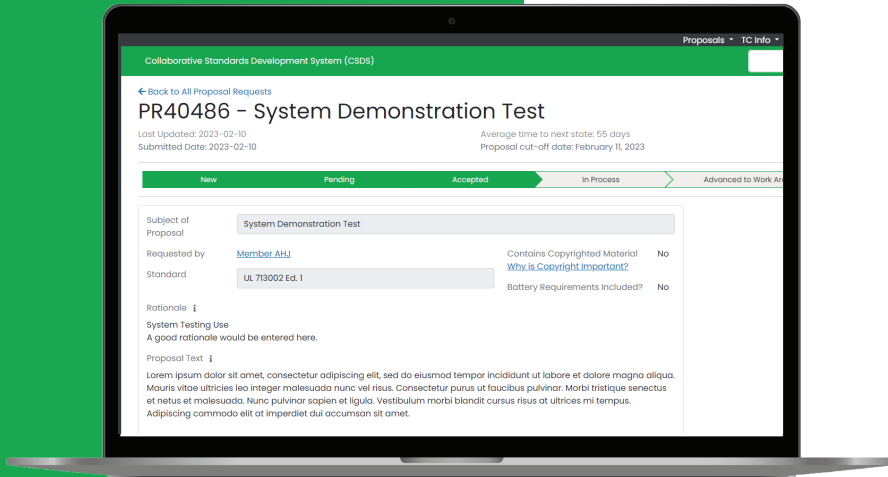 Proposals TC Info
Collaborative Standards Development System (CSDS)
← Back to All Proposal Requests
PR40486 - System Demonstration Test
Last Updated: 2023-02-10
Average time to next state: 55 days
Submitted Date: 2023-02-10
Proposal cut-off date: February 11, 2023
New Pending Accepted In Process Advanced to Work Ar
Subject of Proposal
System Demonstration Test
Requested by
Member AHJ
Contains Copyrighted Material No
Why is Copyright Important?
Standard
UL 713002 Ed. 1
Battery Requirements Included? No
Rationale i
System Testing Use
A good rationale would be entered here.
Proposal Text i
Lorem ipsum dolor sit amet, consectetur adipiscing elit, sed do eiusmod tempor incididunt ut labore et dolore magna aliqua.
Mauris vitae ultricies leo integer malesuada nunc vel risus. Consectetur purus ut faucibus pulvinar. Morbi tristique senectus
et netus et malesuada. Nunc pulvinar sapien et ligula. Vestibulum morbi blandit cursus risus at ultrices mi tempus.
Adipiscing commodo elit at imperdiet dui accumsan sit amet.